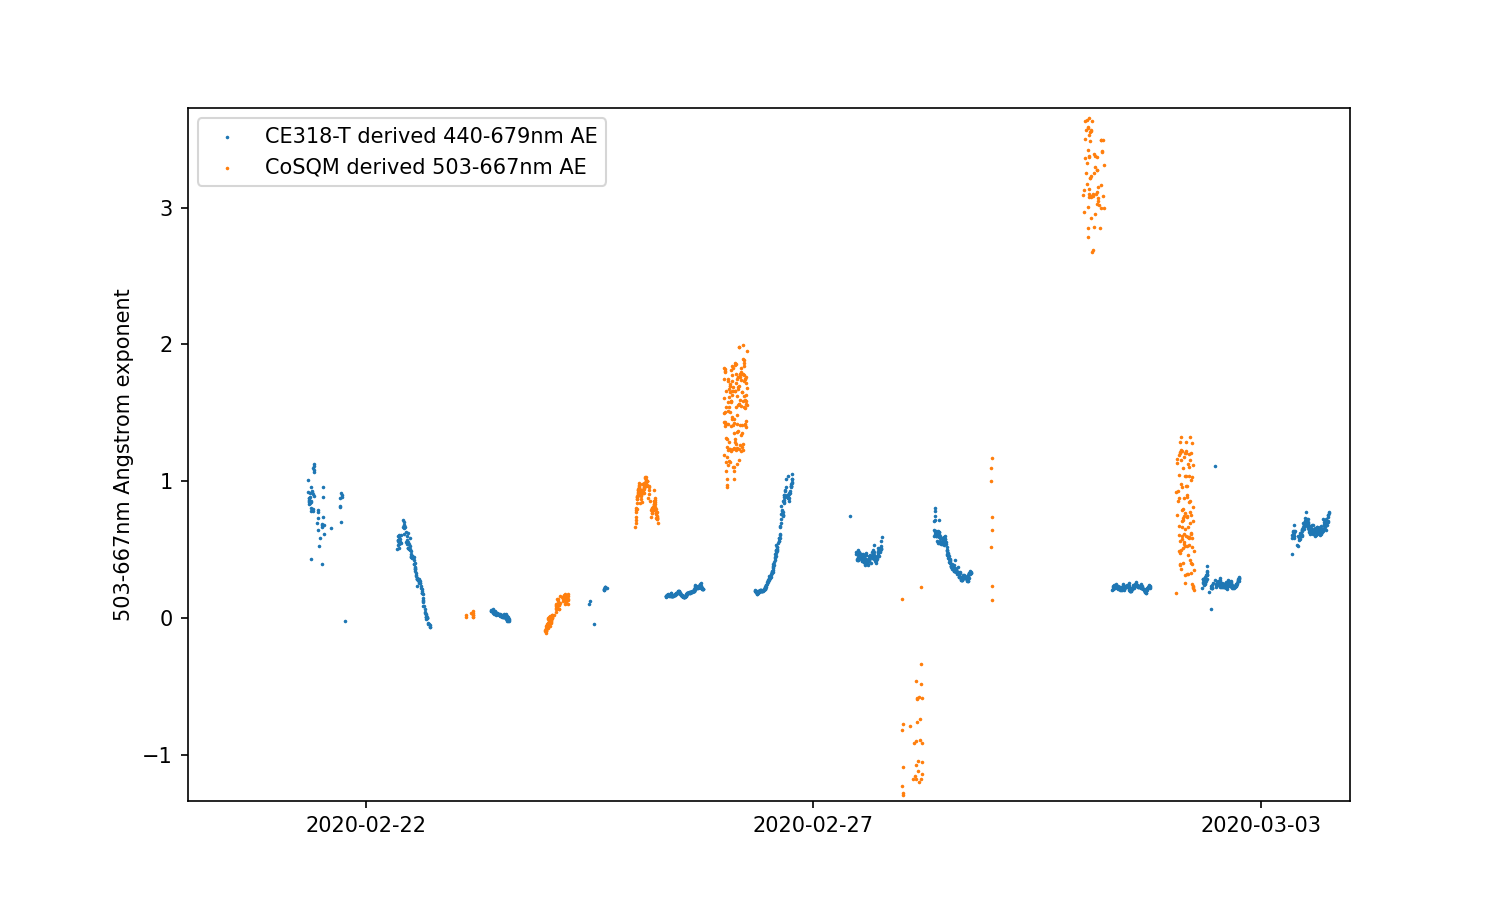 CE318-T derived 440-679nm AE
CoSQM derived 503-667nm AE
503-667nm Angstrom exponent
3
2
1
0
−1
2020-02-22
2020-02-27
2020-03-03